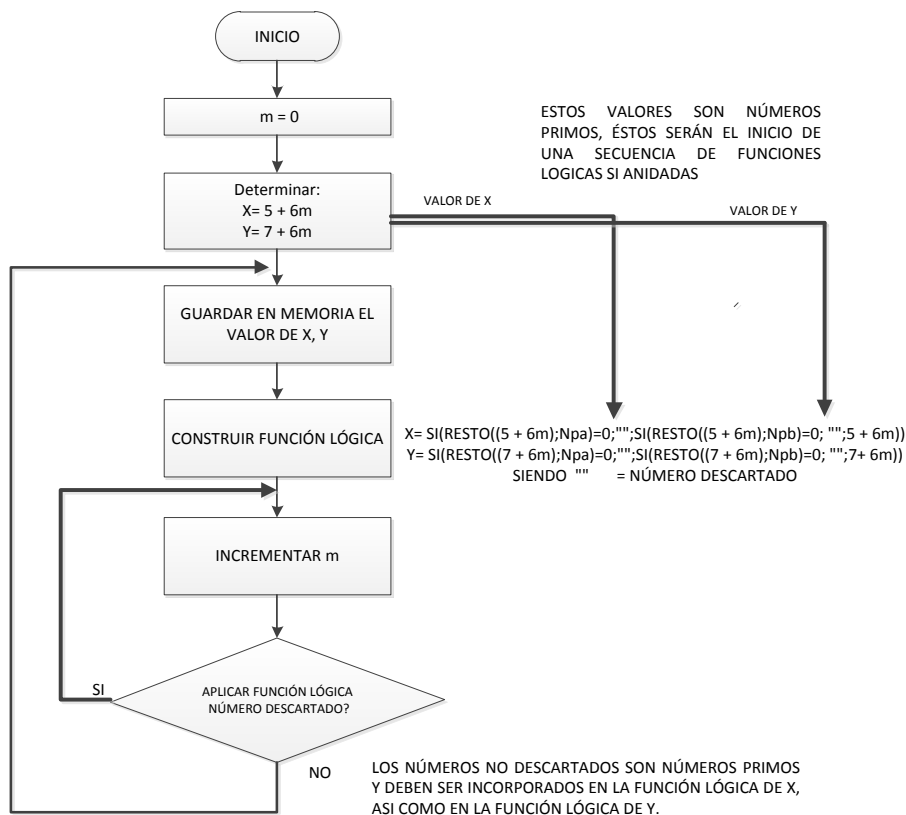 INICIO
m = 0
ESTOS VALORES SON NÚMEROS
PRIMOS, ÉSTOS SERÁN EL INICIO DE
UNA SECUENCIA DE FUNCIONES
LOGICAS SI ANIDADAS
Determinar:
X= 5 + 6m
Y= 7 + 6m
VALOR DE X
VALOR DE Y
GUARDAR EN MEMORIA EL
VALOR DE X, Y
CONSTRUIR FUNCIÓN LÓGICA
X= SI(RESTO((5 + 6m);Npa)=0;"";SI(RESTO((5 + 6m);Npb)=0; "";5 + 6m))
Y= SI(RESTO((7 + 6m);Npa)=0;"";SI(RESTO((7 + 6m);Npb)=0; "";7+ 6m))
SIENDO "" = NÚMERO DESCARTADO
INCREMENTAR m
SI
APLICAR FUNCIÓN LÓGICA
NÚMERO DESCARTADO?
NO
LOS NÚMEROS NO DESCARTADOS SON NÚMEROS PRIMOS
Y DEBEN SER INCORPORADOS EN LA FUNCIÓN LÓGICA DE X,
ASI COMO EN LA FUNCIÓN LÓGICA DE Y.